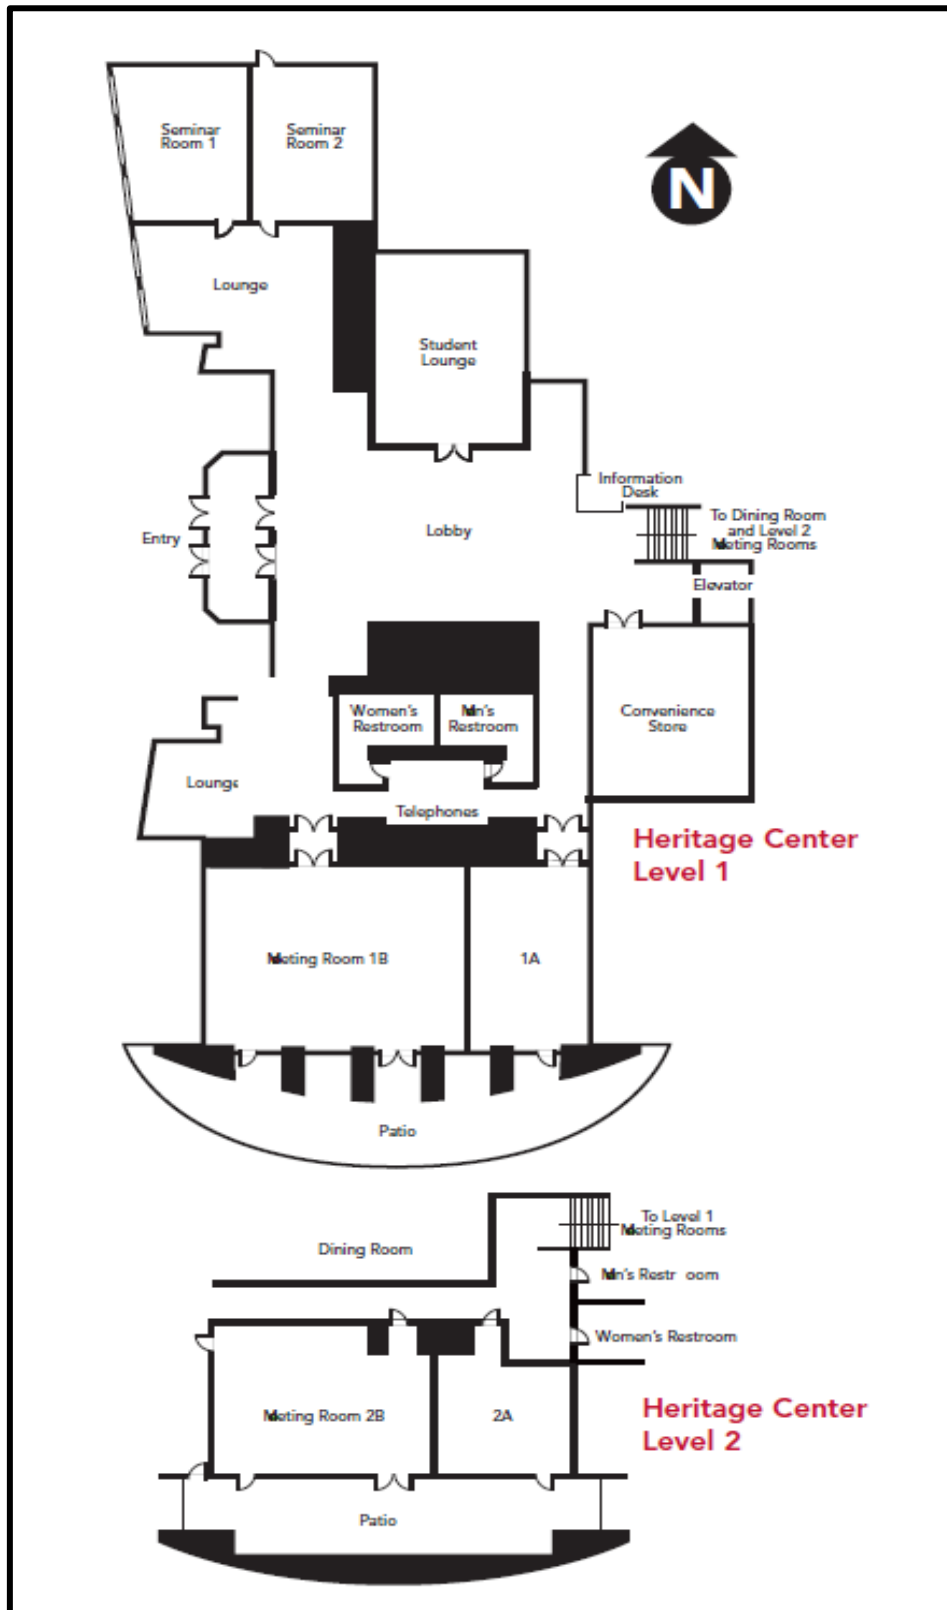 Seminar
Room 1
Seminar
Room 2
N
Lounge
Student
Lounge
Information
Desk
To Dining Room
and Level 2
Meting Rooms
Entry
Lobby
Elevator
Women's
Restroom
Mn's
Restroom
Convenience
Store
Lounge
Telephones
Heritage Center
Level 1
Meting Room 1B
1A
Patio
To Level 1
Meting Rooms
Dining Room
Mn's Restr oom
Women's Restroom
Meting Room 2B
2A
Heritage Center
Level 2
Patio